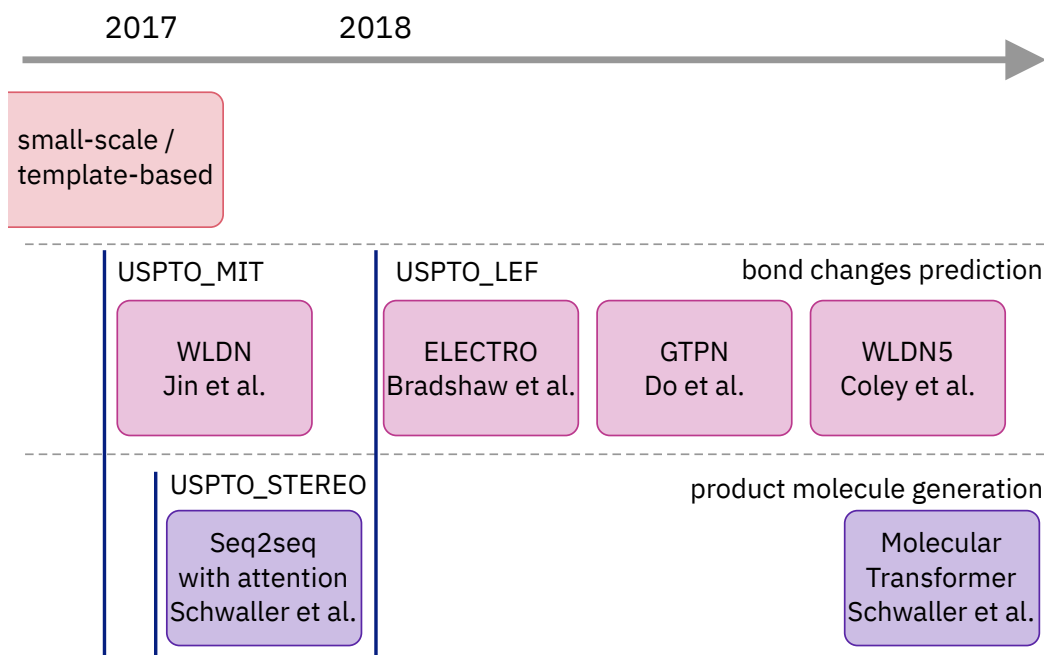 2017
2018
small-scale /
template-based
USPTO_MIT
USPTO_LEF
bond changes prediction
WLDN
Jin et al.
ELECTRO
Bradshaw et al.
GTPN
Do et al.
WLDN5
Coley et al.
USPTO_STEREO
product molecule generation
Seq2seq
with attention
Schwaller et al.
Molecular
Transformer
Schwaller et al.